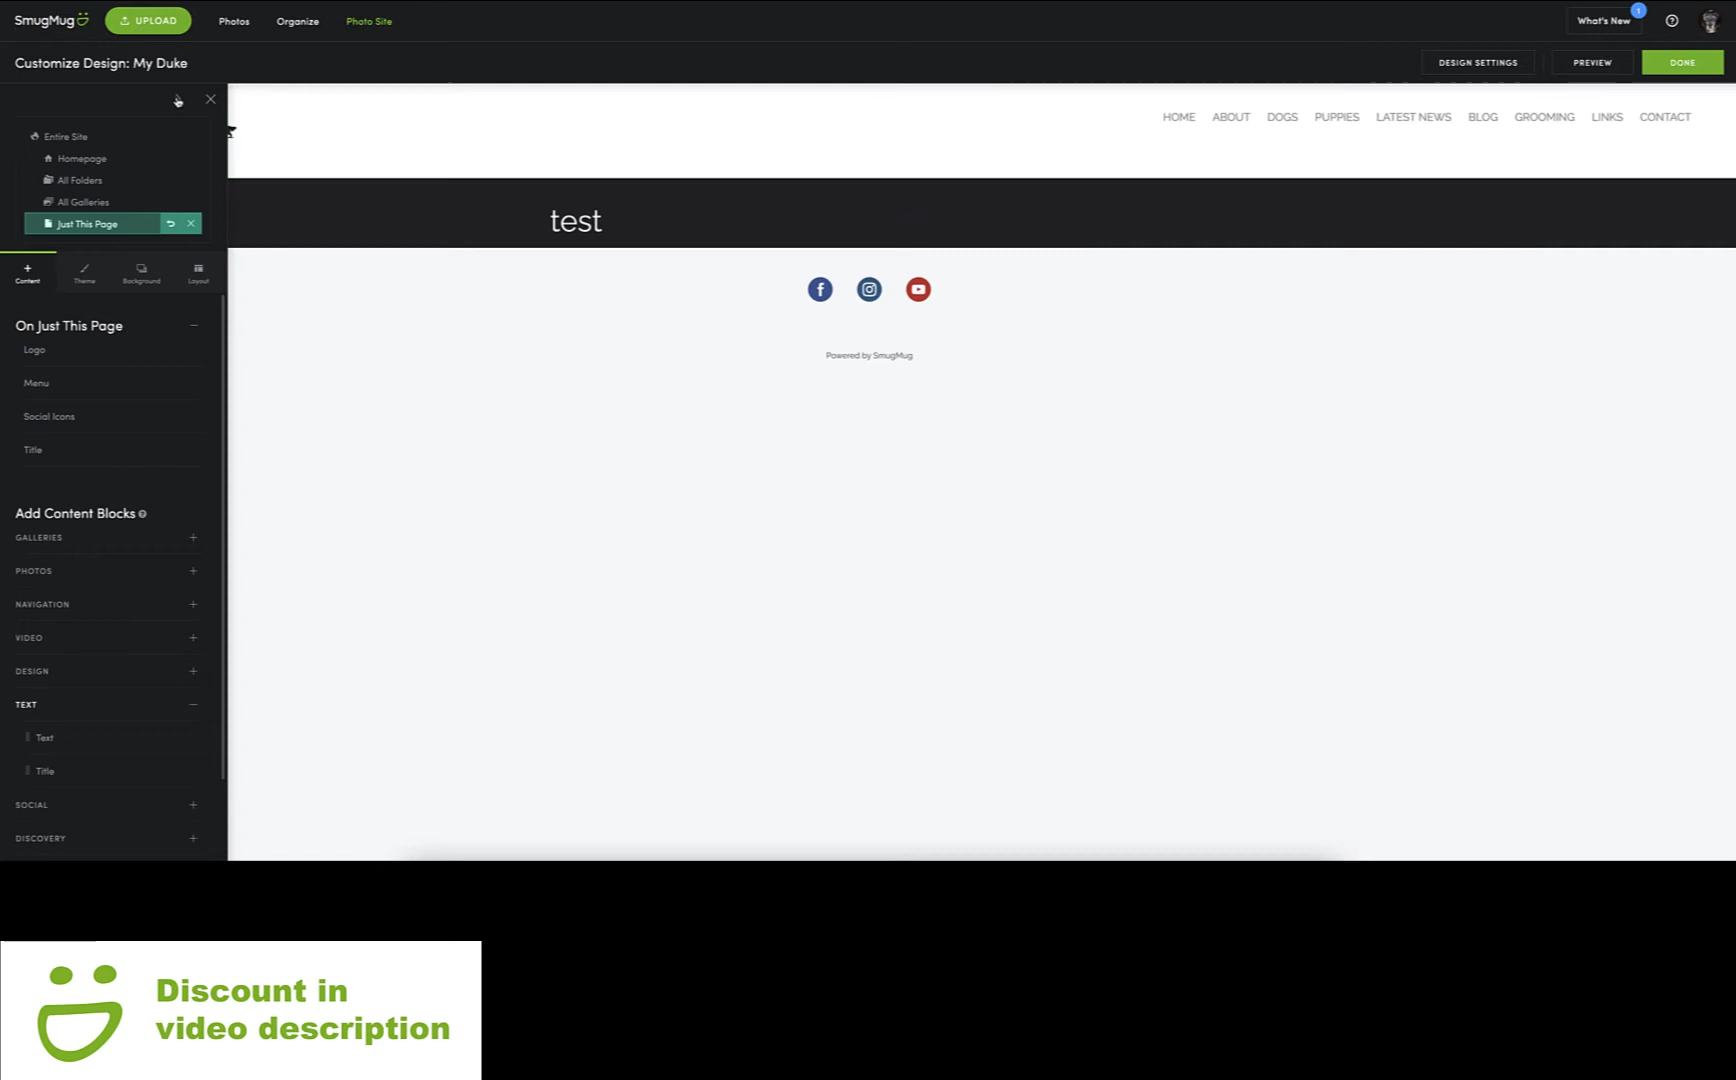 SmugMug
UPLOAD
Photos
Organize
Photo Site
What's New
1
Customize Design: My Duke
DESIGN SETTINGS
PREVIEW
DONE
HOME
ABOUT
DOGS
PUPPIES
LATEST NEWS
BLOG
GROOMING
LINKS
CONTACT
Entire Site
Homepage
All Folders
All Galleries
Just This Page
test
Content
Theme
Background
Layout
On Just This Page
Logo
Menu
Social Icons
Title
Powered by SmugMug
Add Content Blocks
GALLERIES
PHOTOS
NAVIGATION
VIDEO
DESIGN
TEXT
Text
Title
SOCIAL
DISCOVERY
Discount in
video description